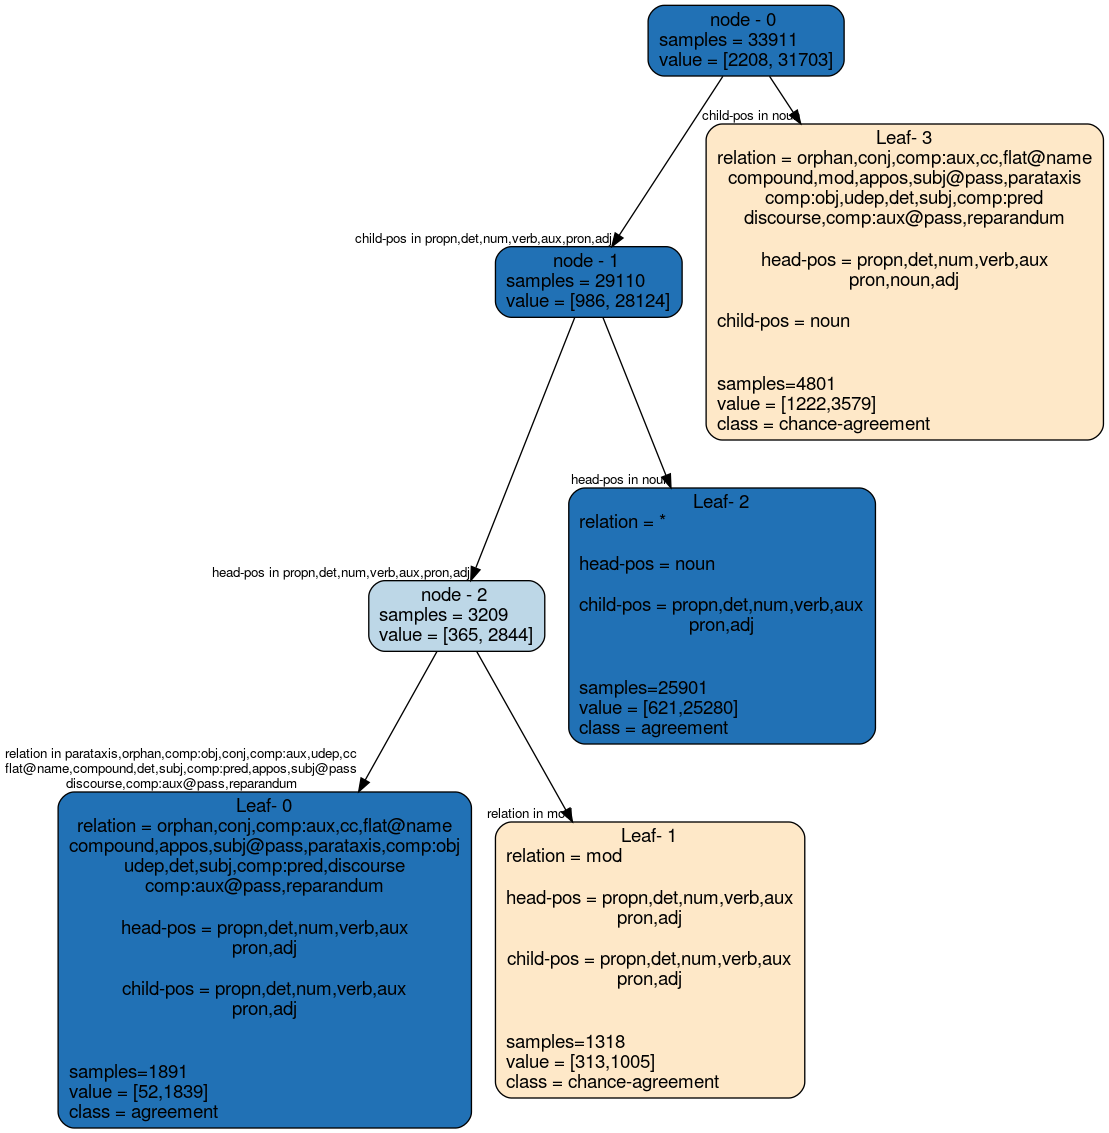 node - 0
samples = 33911
value = [2208, 31703]
child-pos in noun
Leaf- 3
relation = orphan,conj,comp:aux,cc,flat@name
compound,mod,appos,subj@pass,parataxis
comp:obj,udep,det,subj,comp:pred
discourse,comp:aux@pass,reparandum
head-pos = propn,det,num,verb,aux
pron,noun,adj
child-pos = noun
samples=4801
value = [1222,3579]
class = chance-agreement
child-pos in propn,det,num,verb,aux,pron,adj
node - 1
samples = 29110
value = [986, 28124]
head-pos in noun
Leaf- 2
relation = *
head-pos = noun
child-pos = propn,det,num,verb,aux
pron,adj
samples=25901
value = [621,25280]
class = agreement
head-pos in propn,det,num,verb,aux,pron,adj
node - 2
samples = 3209
value = [365, 2844]
relation in parataxis,orphan,comp:obj,conj,comp:aux,udep,cc
flat@name,compound,det,subj,comp:pred,appos,subj@pass
discourse,comp:aux@pass,reparandum
Leaf- 0
relation = orphan,conj,comp:aux,cc,flat@name
compound,appos,subj@pass,parataxis,comp:obj
udep,det,subj,comp:pred,discourse
comp:aux@pass,reparandum
head-pos = propn,det,num,verb,aux
pron,adj
child-pos = propn,det,num,verb,aux
pron,adj
samples=1891
value = [52,1839]
class = agreement
relation in mod
Leaf- 1
relation = mod
head-pos = propn,det,num,verb,aux
pron,adj
child-pos = propn,det,num,verb,aux
pron,adj
samples=1318
value = [313,1005]
class = chance-agreement